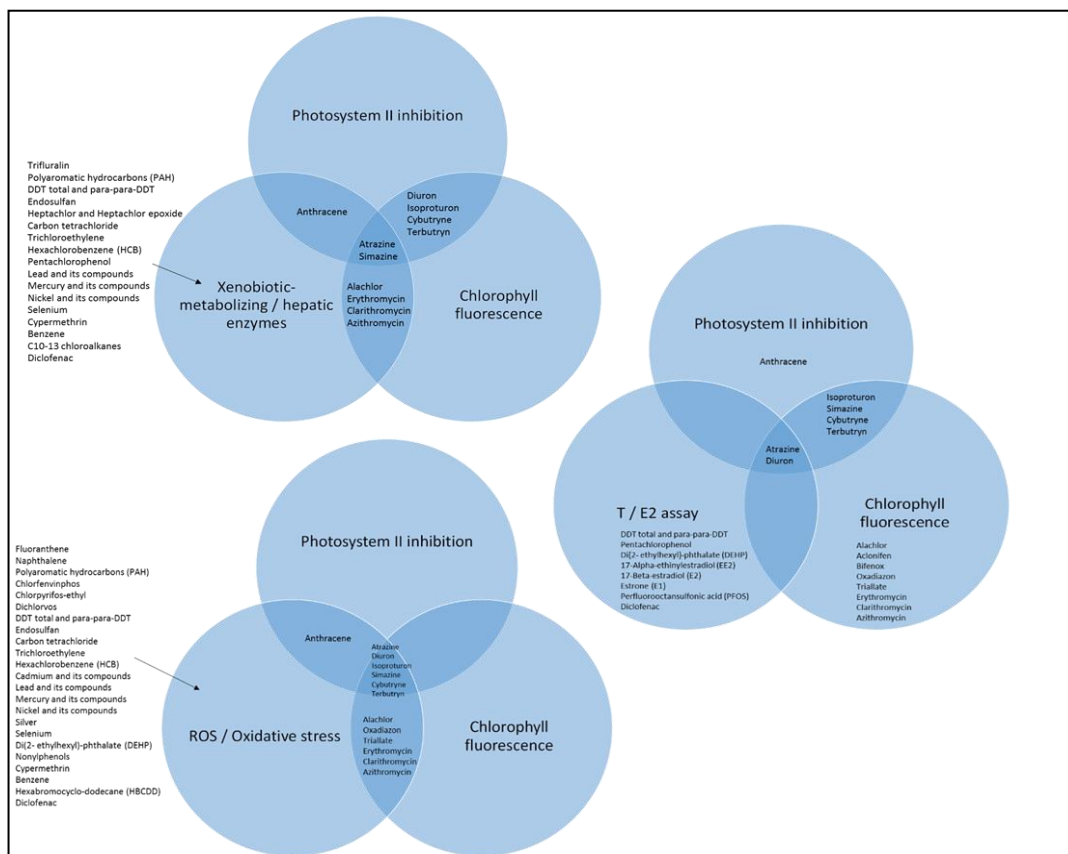 Photosystem II inhibition
Trifluralin
Polyaromatic hydrocarbons (PAH)
DDT total and para-para-DDT
Endosulfan
Heptachlor and Heptachlor epoxide
Carbon tetrachloride
Trichloroethylene
Hexachlorobenzene (HCB)
Pentachlorophenol
Lead and its compounds
Mercury and its compounds
Nickel and its compounds
Selenium
Cypermethrin
Benzene
C10-13 chloroalkanes
Diclofenac
Anthracene
Diuron
Isoproturon
Cybutryne
Terbutryn
Atrazine
Simazine
Xenobiotic-
metabolizing / hepatic
enzymes
Alachlor
Erythromycin
Clarithromycin
Azithromycin
Chlorophyll
fluorescence
Photosystem II inhibition
Anthracene
Isoproturon
Simazine
Cybutryne
Terbutryn
Atrazine
Diuron
T / E2 assay
DDT total and para-para-DDT
Pentachlorophenol
Di(2- ethylhexyl)-phthalate (DEHP)
17-Alpha-ethinylestradiol (EE2)
17-Beta-estradiol (E2)
Estrone (E1)
Perfluorooctansulfonic acid (PFOS)
Diclofenac
Chlorophyll
fluorescence
Alachlor
Aclonifen
Bifenox
Oxadiazon
Triallate
Erythromycin
Clarithromycin
Azithromycin
Photosystem II inhibition
Fluoranthene
Naphthalene
Polyaromatic hydrocarbons (PAH)
Chlorfenvinphos
Chlorpyrifos-ethyl
Dichlorvos
DDT total and para-para-DDT
Endosulfan
Carbon tetrachloride
Trichloroethylene
Hexachlorobenzene (HCB)
Cadmium and its compounds
Lead and its compounds
Mercury and its compounds
Nickel and its compounds
Silver
Selenium
Di(2- ethylhexyl)-phthalate (DEHP)
Nonylphenols
Cypermethrin
Benzene
Hexabromocyclo-dodecane (HBCDD)
Diclofenac
Anthracene
Atrazine
Diuron
Isoproturon
Simazine
Cybutryne
Terbutryn
ROS / Oxidative stress
Alachlor
Oxadiazon
Triallate
Erythromycin
Clarithromycin
Azithromycin
Chlorophyll
fluorescence